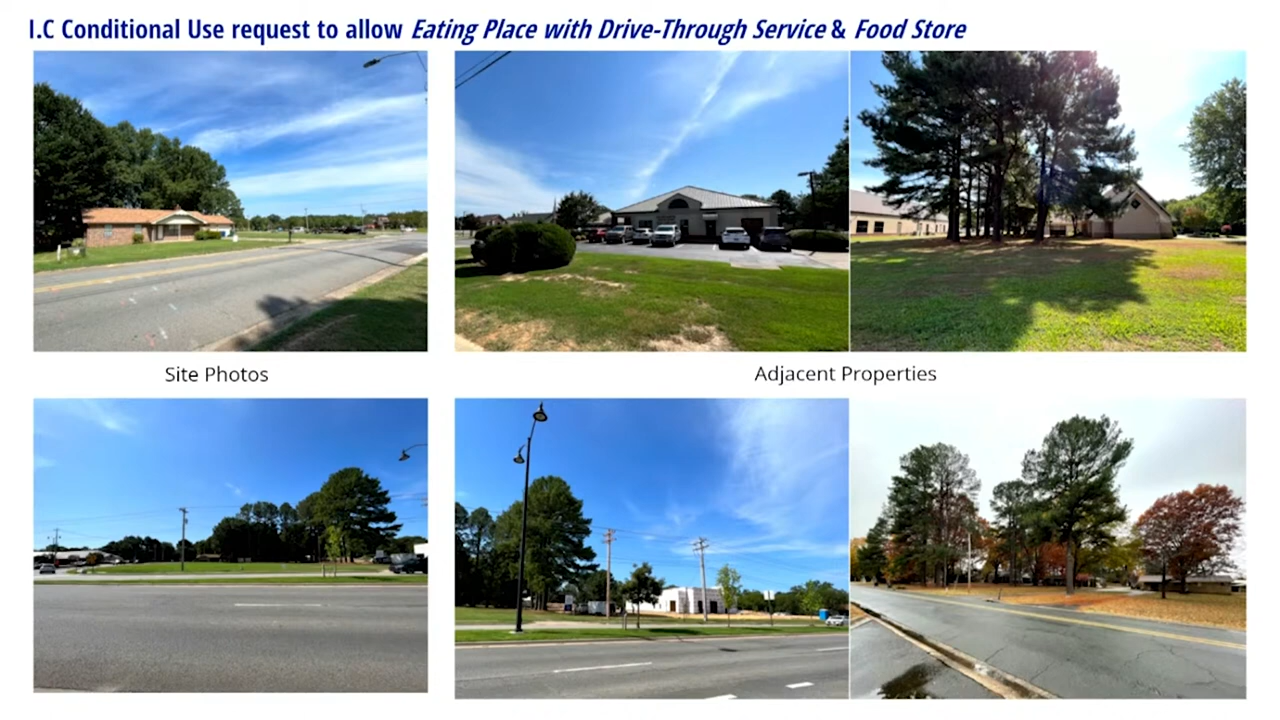 I.C Conditional Use request to allow Eating Place with Drive-Through Service & Food Store
Site Photos
Adjacent Properties